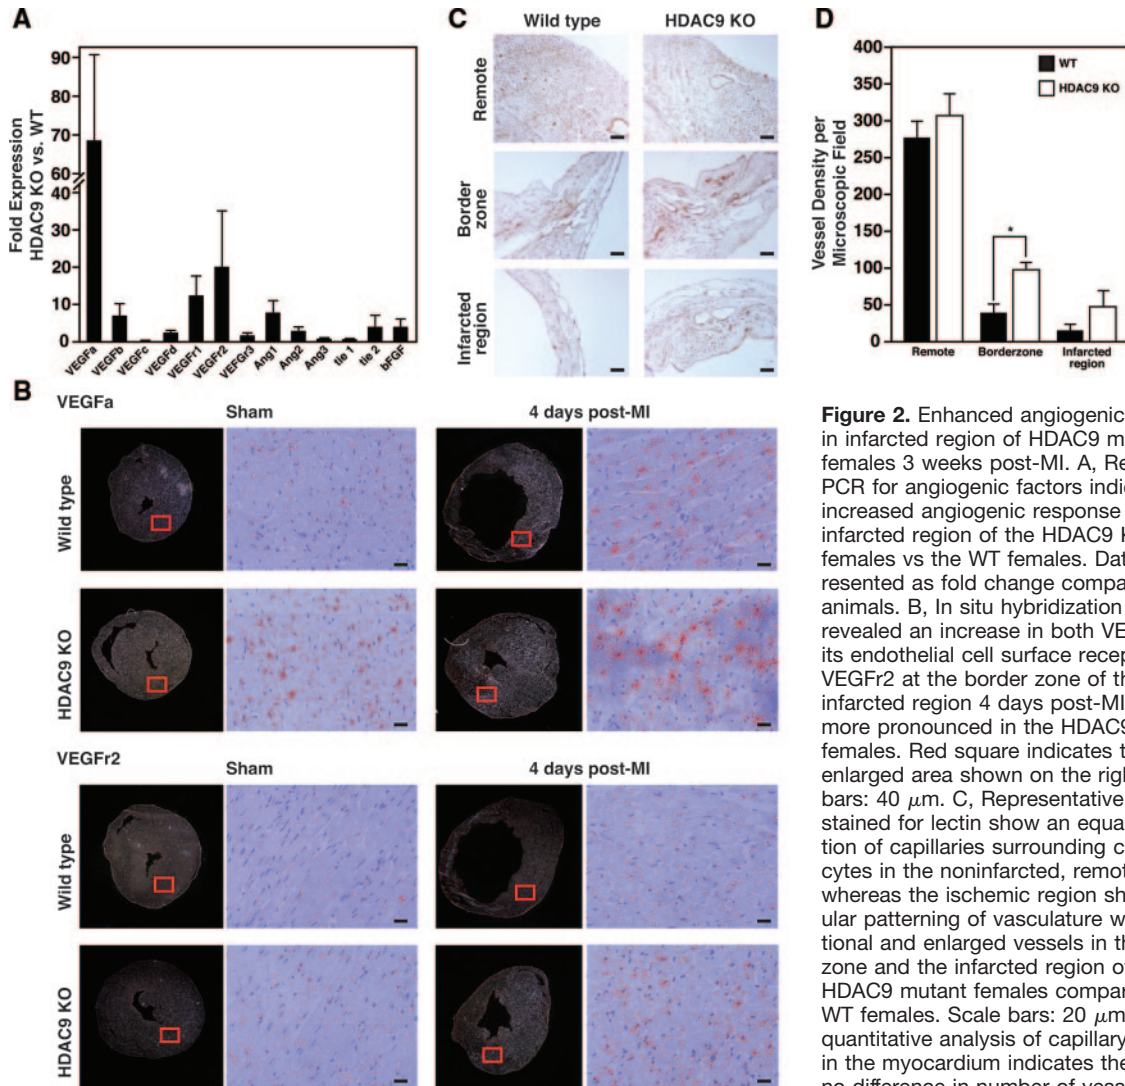 A
Fold Expression
HDAC9 KO vs. WT
90
80
70
60
40
30
20
10
0
VEGFa
VEGFb
VEGFc
VEGFd
VEGFr1
VEGFr2
VEFGr3
Ang1
Ang2
Ang3
tie 1
tie 2
bFGF
C
Wild type HDAC9 KO
Remote
Border
zone
Infarcted
region
D
Vessel Density per
Microscopic Field
400
350
300
250
200
150
100
50
0
WT
HDAC9 KO
*
Remote Borderzone Infarcted
region
B
VEGFa
Sham 4 days post-MI
Wild type
HDAC9 KO
VEGFr2
Sham 4 days post-MI
Wild type
HDAC9 KO
Figure 2. Enhanced angiogenic
in infarcted region of HDAC9 m
females 3 weeks post-MI. A, Re
PCR for angiogenic factors indic
increased angiogenic response
infarcted region of the HDAC9 K
females vs the WT females. Dat
resented as fold change compa
animals. B, In situ hybridization
revealed an increase in both VE
its endothelial cell surface recep
VEGFr2 at the border zone of th
infarcted region 4 days post-MI
more pronounced in the HDAC9
females. Red square indicates t
enlarged area shown on the righ
bars: 40 μm. C, Representative
stained for lectin show an equa
tion of capillaries surrounding c
cytes in the noninfarcted, remot
whereas the ischemic region sh
ular patterning of vasculature w
tional and enlarged vessels in th
zone and the infarcted region of
HDAC9 mutant females compar
WT females. Scale bars: 20 μm
quantitative analysis of capillary
in the myocardium indicates the
no difference in number of vess